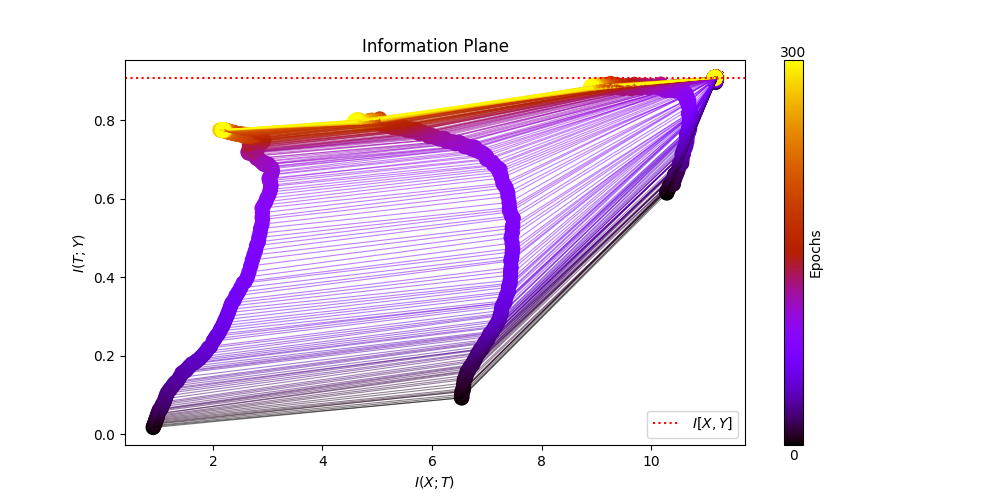 Information Plane
300
0.8
0.6
0.4
0.2
0.0
I(T; Y)
2
4
6
8
10
I(X; T)
I[X, Y]
Epochs
0